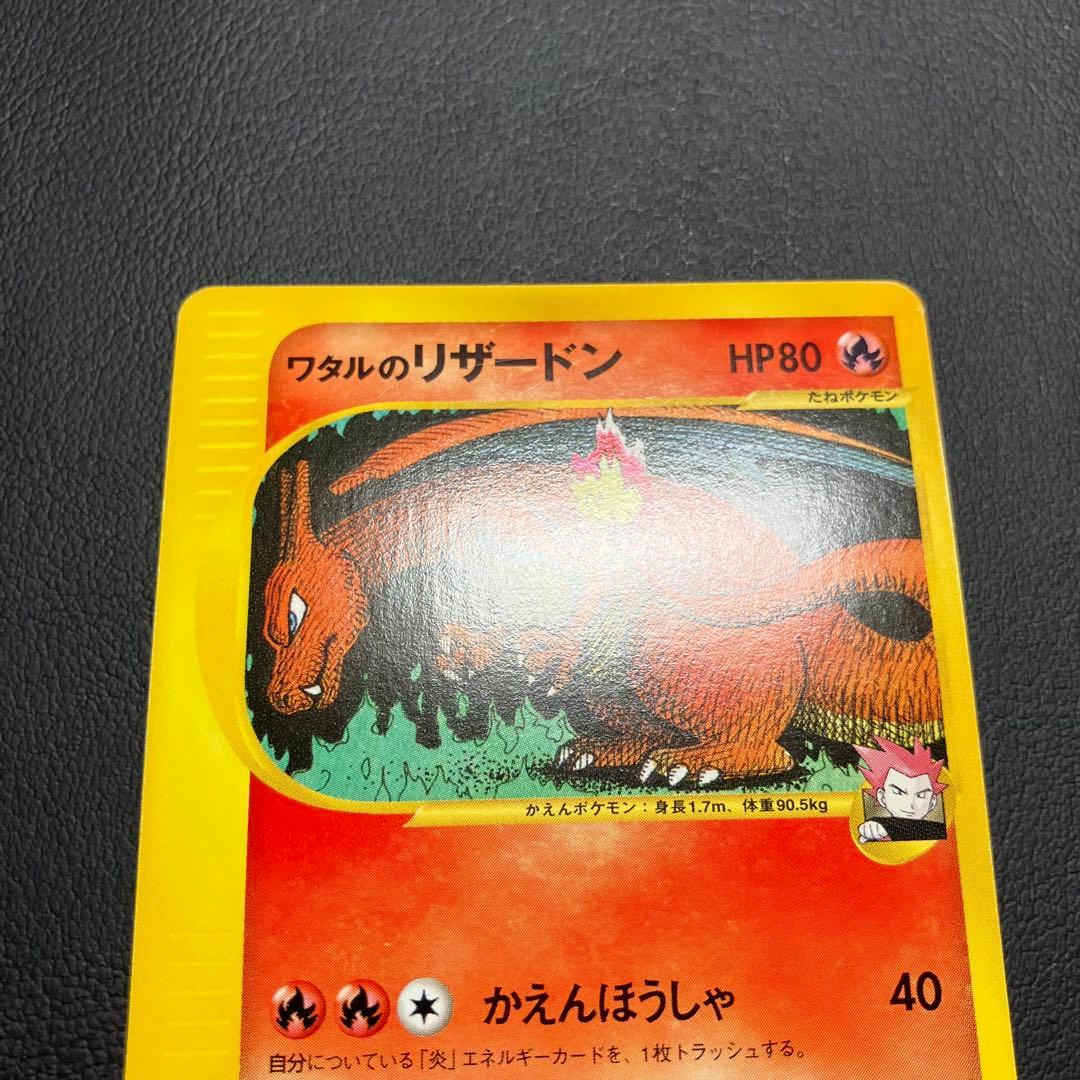 ワタルのリザードン HP80
たねポケモン
かえんポケモン：身長1.7m、体重90.5kg
かえんほうしゃ 40
自分についている「炎」エネルギーカードを、1枚トラッシュする。